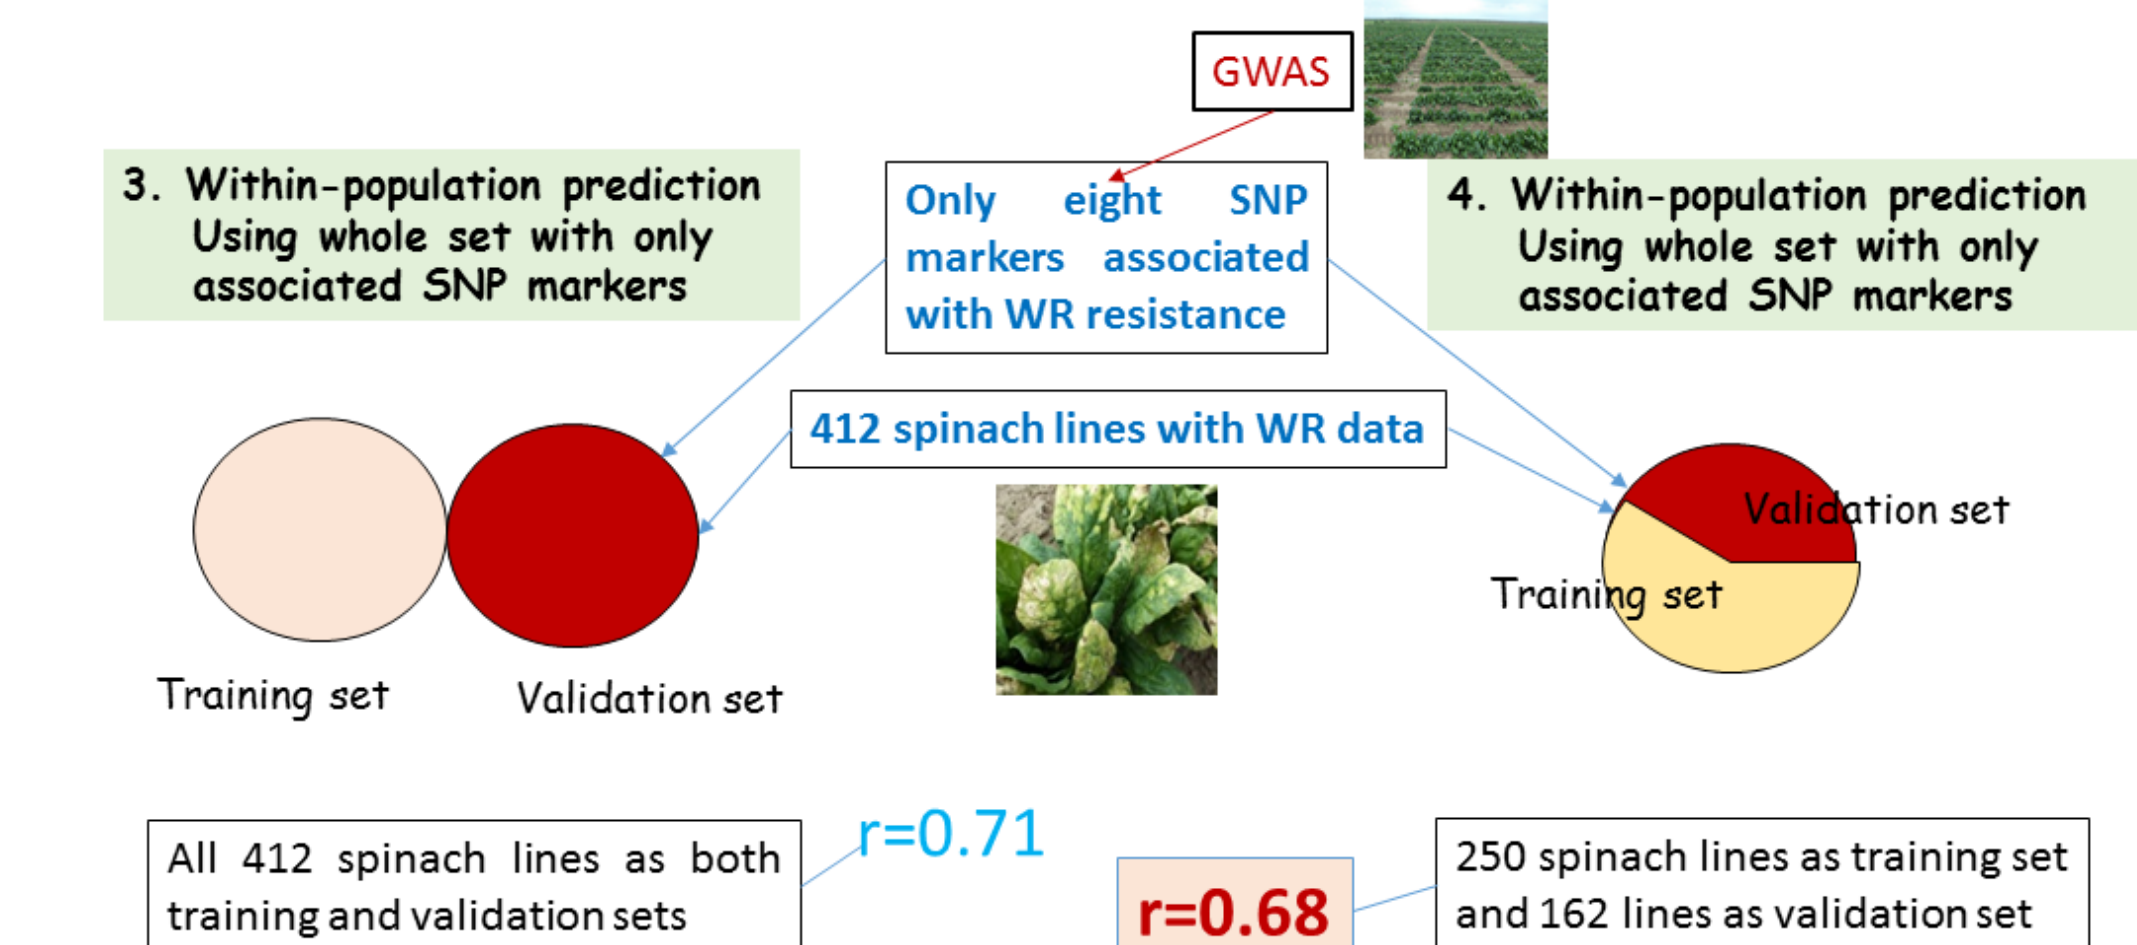 GWAS
3. Within-population prediction
Using whole set with only
associated SNP markers
Only eight SNP
markers associated
with WR resistance
4. Within-population prediction
Using whole set with only
associated SNP markers
412 spinach lines with WR data
Validation set
Training set
Training set
Validation set
r=0.71
All 412 spinach lines as both
training and validation sets
r=0.68
250 spinach lines as training set
and 162 lines as validation set